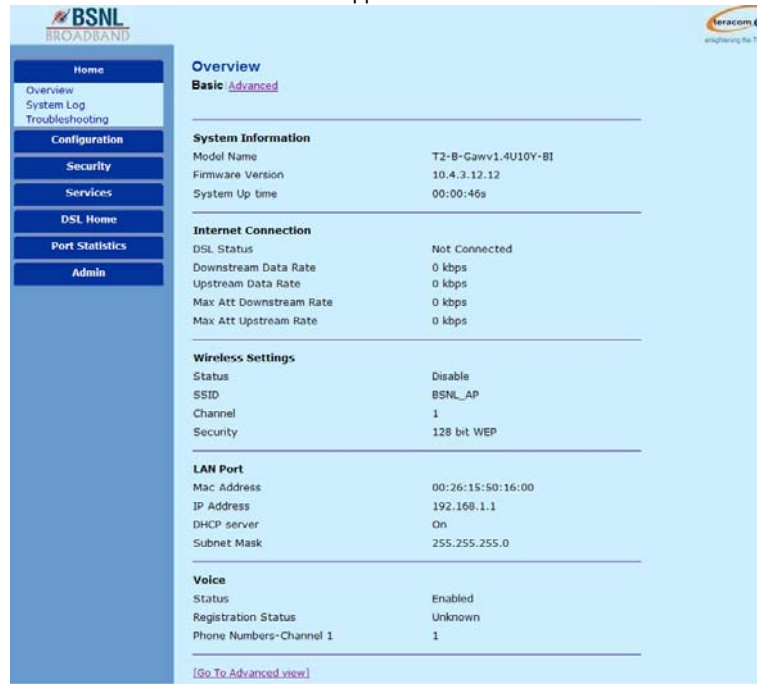 BSNL
BROADBAND
teracom
Home
Overview
System Log
Troubleshooting
Configuration
Security
Services
DSL Home
Port Statistics
Admin
Overview
Basic|Advanced
System Information
Model Name T2-B-Gawv1.4U10Y-BI
Firmware Version 10.4.3.12.12
System Up time 00:00:46s
Internet Connection
DSL Status Not Connected
Downstream Data Rate 0 kbps
Upstream Data Rate 0 kbps
Max Att Downstream Rate 0 kbps
Max Att Upstream Rate 0 kbps
Wireless Settings
Status Disable
SSID BSNL_AP
Channel 1
Security 128 bit WEP
LAN Port
Mac Address 00:26:15:50:16:00
IP Address 192.168.1.1
DHCP server On
Subnet Mask 255.255.255.0
Voice
Status Enabled
Registration Status Unknown
Phone Numbers-Channel 1 1
[Go To Advanced view]